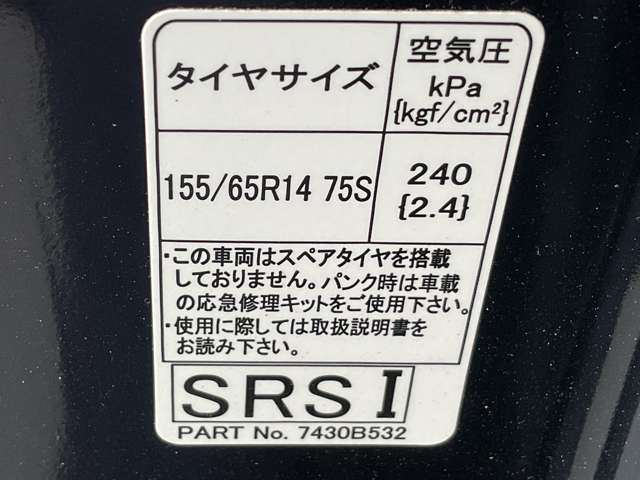 タイヤサイズ
空気圧
kPa
{kgf/cm²}
155/65R14 75S
240
{2.4}
・この車両はスペアタイヤを搭載
しておりません。パンク時は車載
の応急修理キットをご使用下さい。
・使用に際しては取扱説明書を
お読み下さい。
SRS I
PART No. 7430B532